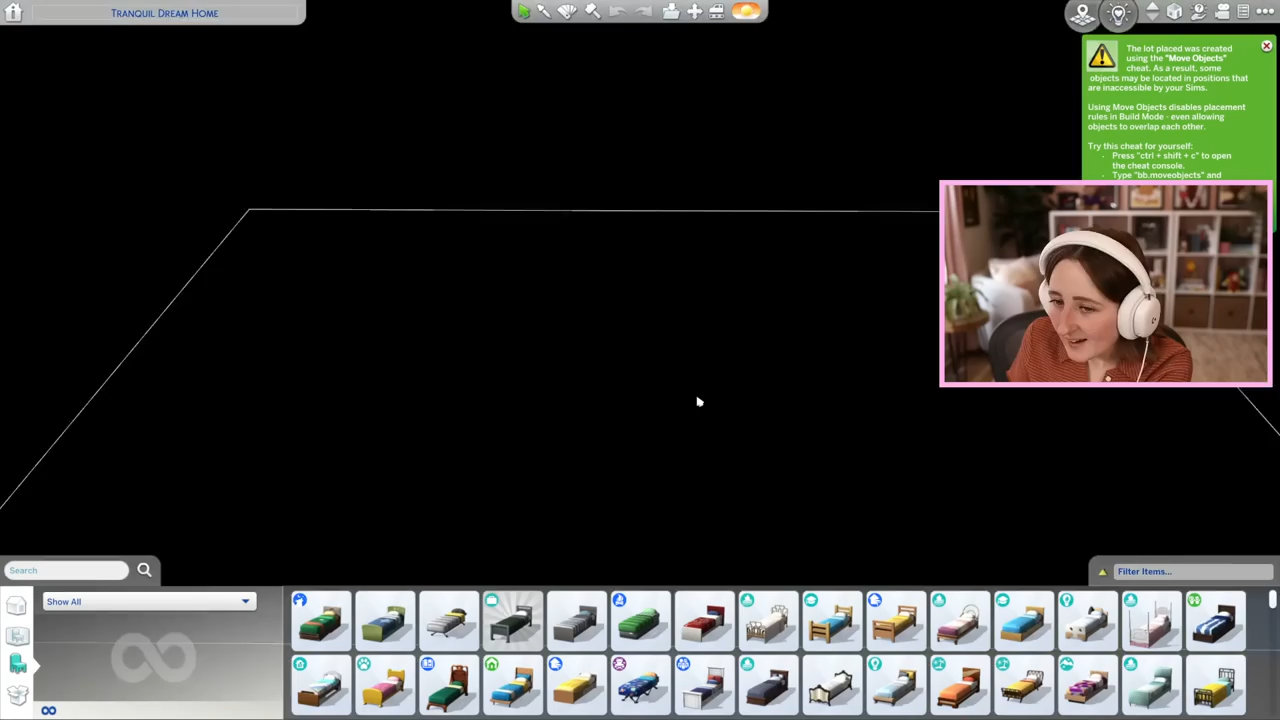 Tranquil Dream Home
The lot placed was created
using the "Move Objects"
cheat. As a result, some
objects may be located in positions that
are inaccessible by your Sims.
Using Move Objects disables placement
rules in Build Mode - even allowing
objects to overlap each other.
Try this cheat for yourself:
· Press "ctrl + shift + c" to open
the cheat console.
· Type "bb.moveobjects" and
Search
Filter Items...
Show All